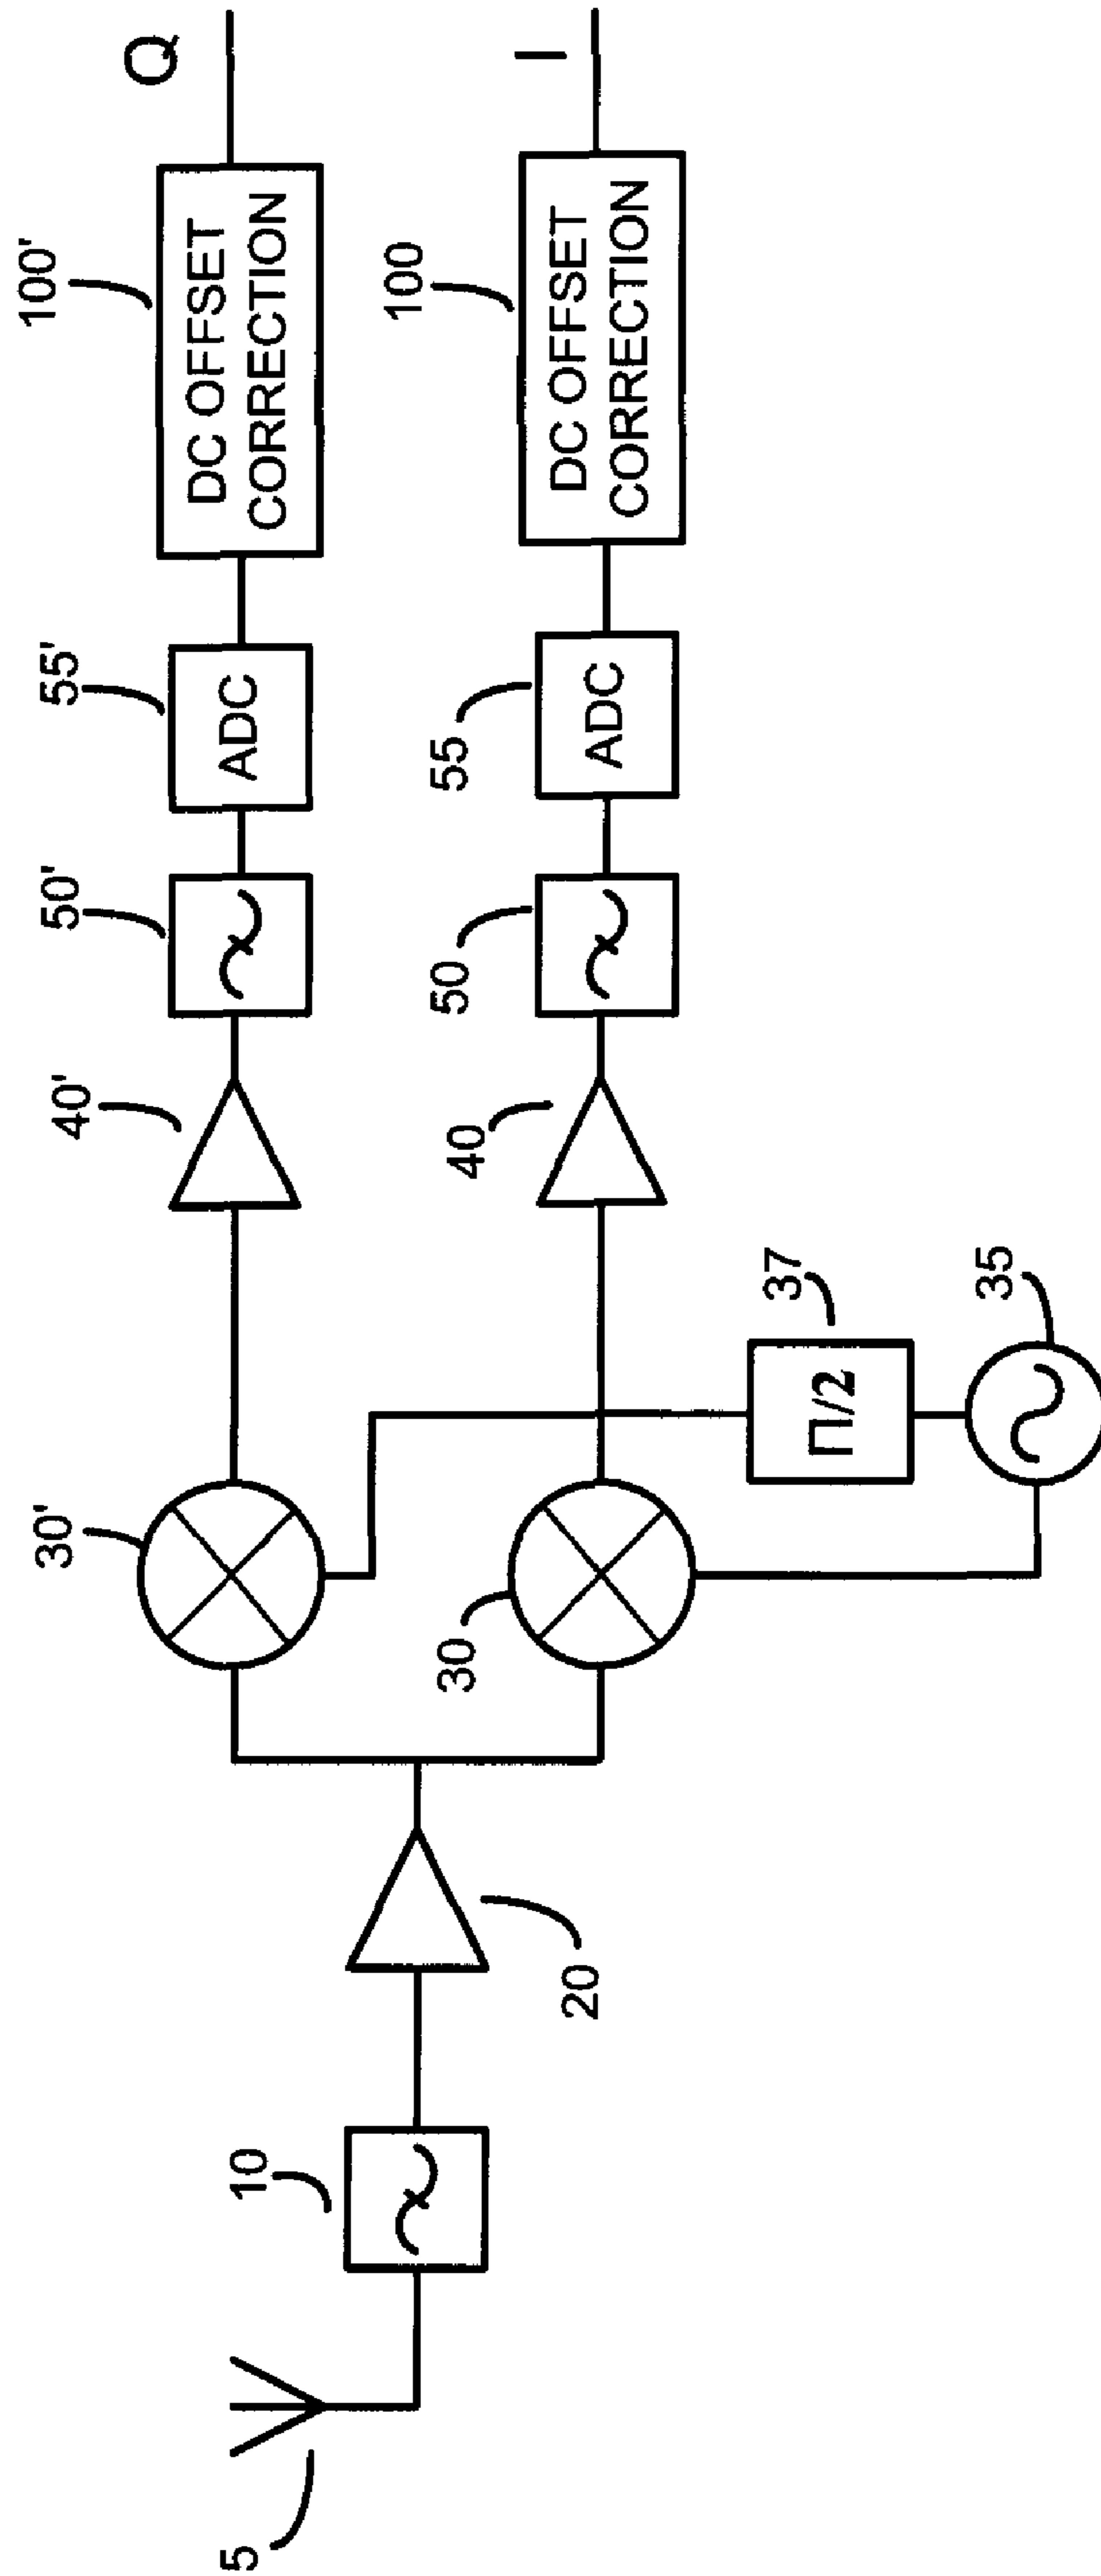 5
10
20
30'
30
37
Π/2
35
40'
40
50'
50
55'
ADC
55
ADC
100'
DC OFFSET
CORRECTION
100
DC OFFSET
CORRECTION
Q
I